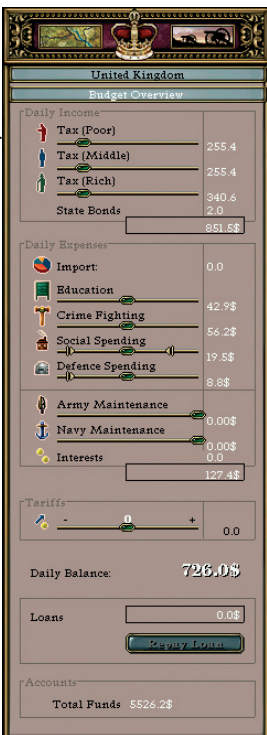 United Kingdom
Budget Overview
Daily Income
Tax (Poor)
255.4
Tax (Middle)
255.4
Tax (Rich)
340.6
State Bonds 2.0
851.5$
Daily Expenses
Import: 0.0
Education
42.9$
Crime Fighting
56.2$
Social Spending
19.5$
Defence Spending
8.8$
Army Maintenance
0.00$
Navy Maintenance
0.00$
Interests 0.0
127.4$
Tariffs
- 0 +
0.0
Daily Balance: 726.0$
Loans 0.0$
Repay Loan
Accounts
Total Funds 5526.2$